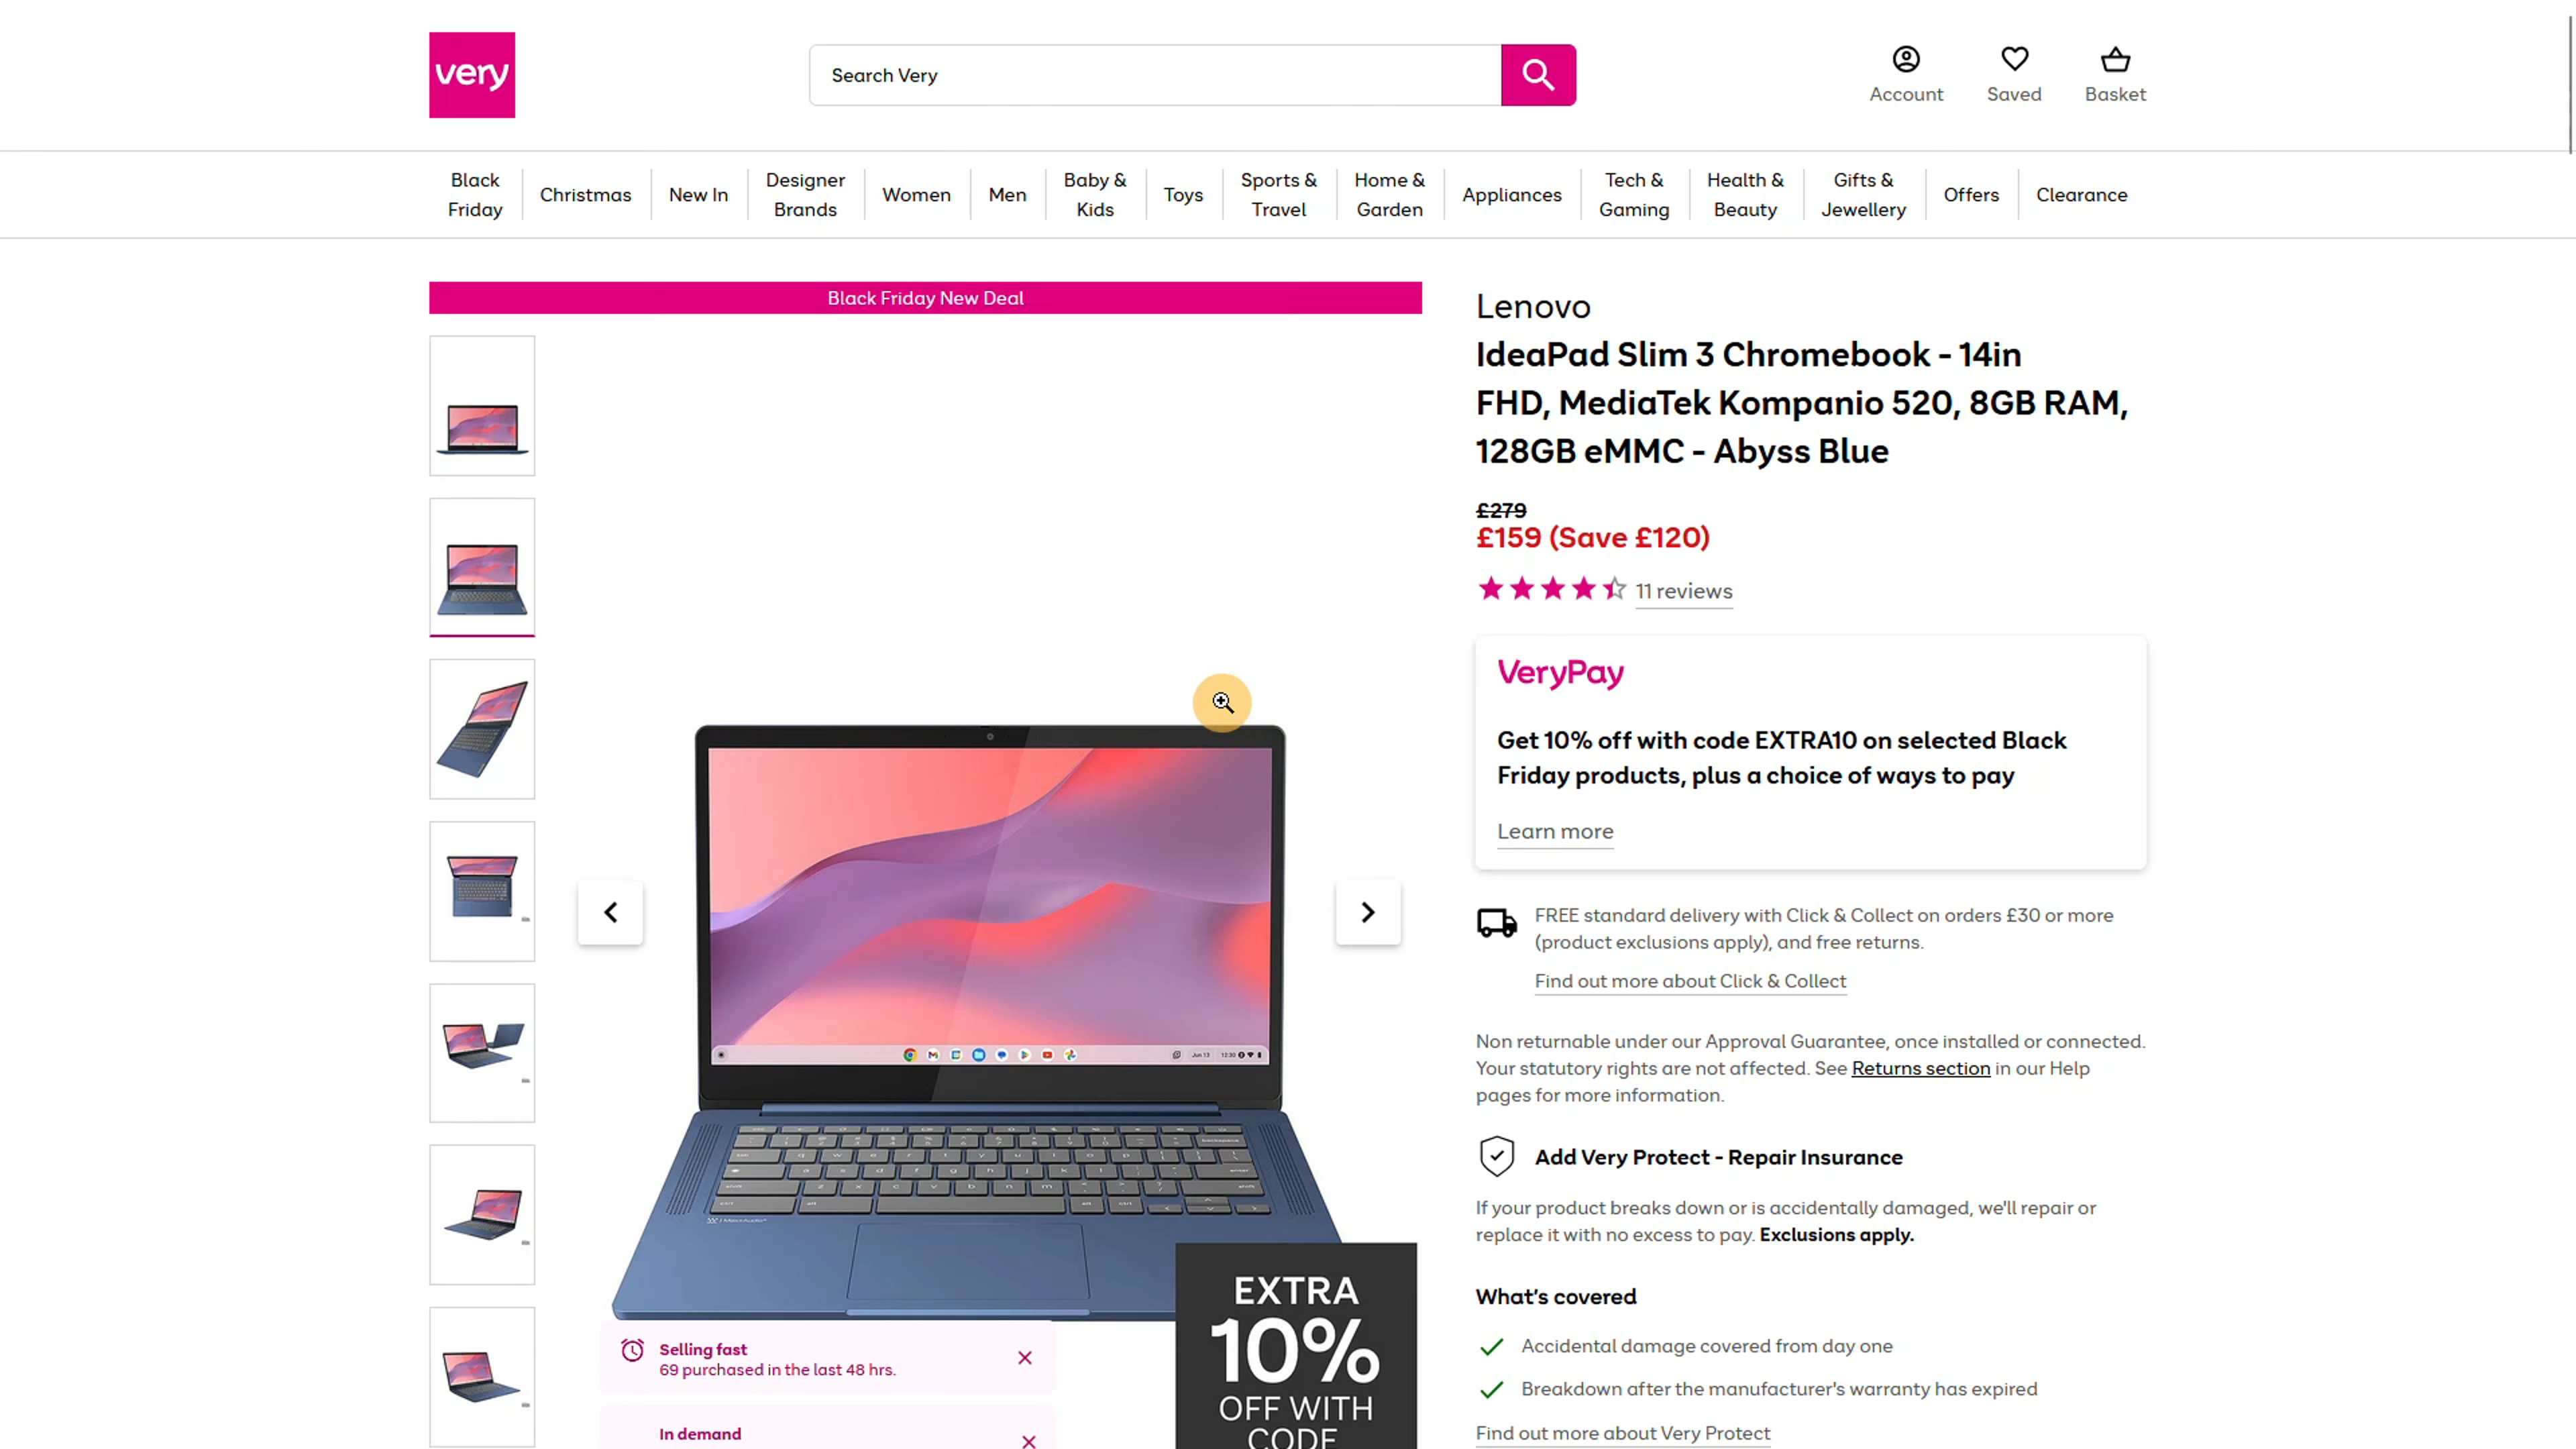 very
Search Very
Account
Saved
Basket
Black
Friday
Christmas
New In
Designer
Brands
Women
Men
Baby &
Kids
Toys
Sports &
Travel
Home &
Garden
Appliances
Tech &
Gaming
Health &
Beauty
Gifts &
Jewellery
Offers
Clearance
Black Friday New Deal
Lenovo
IdeaPad Slim 3 Chromebook - 14in
FHD, MediaTek Kompanio 520, 8GB RAM,
128GB eMMC - Abyss Blue
£279
£159 (Save £120)
11 reviews
VeryPay
Get 10% off with code EXTRA10 on selected Black
Friday products, plus a choice of ways to pay
Learn more
FREE standard delivery with Click & Collect on orders £30 or more
(product exclusions apply), and free returns.
Find out more about Click & Collect
Non returnable under our Approval Guarantee, once installed or connected.
Your statutory rights are not affected. See Returns section in our Help
pages for more information.
Add Very Protect - Repair Insurance
If your product breaks down or is accidentally damaged, we'll repair or
replace it with no excess to pay. Exclusions apply.
What's covered
Accidental damage covered from day one
Breakdown after the manufacturer's warranty has expired
Find out more about Very Protect
Jun 13 12:30
EXTRA
10%
OFF WITH
CODE
Selling fast
69 purchased in the last 48 hrs.
In demand